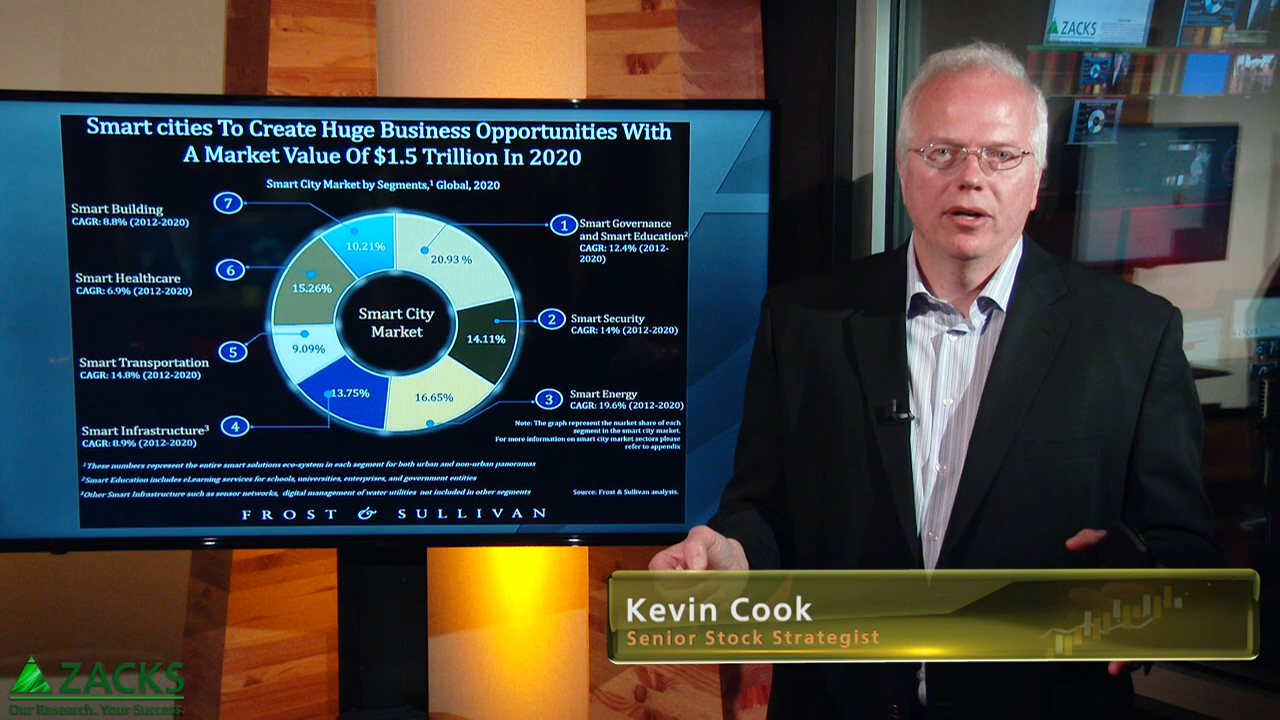 ZACKS
Smart cities To Create Huge Business Opportunities With
A Market Value Of $1.5 Trillion In 2020
Smart City Market by Segments,¹ Global, 2020
7
Smart Building
CAGR: 8.8% (2012-2020)
1
Smart Governance
and Smart Education²
CAGR: 12.4% (2012-
2020)
10.21%
20.93 %
6
Smart Healthcare
CAGR: 6.9% (2012-2020)
15.26%
Smart City
Market
2
Smart Security
CAGR: 14% (2012-2020)
14.11%
5
Smart Transportation
CAGR: 14.8% (2012-2020)
9.09%
13.75%
16.65%
3
Smart Energy
CAGR: 19.6% (2012-2020)
4
Smart Infrastructure³
CAGR: 8.9% (2012-2020)
Note: The graph represent the market share of each
segment in the smart city market.
For more information on smart city market sectors please
refer to appendix
¹These numbers represent the entire smart solutions eco-system in each segment for both urban and non-urban panoramas
²Smart Education includes eLearning services for schools, universities, enterprises, and government entities
³Other Smart Infrastructure such as sensor networks, digital management of water utilities not included in other segments
Source: Frost & Sullivan analysis.
FROST & SULLIVAN
Kevin Cook
Senior Stock Strategist
ZACKS
Our Research. Your Success.